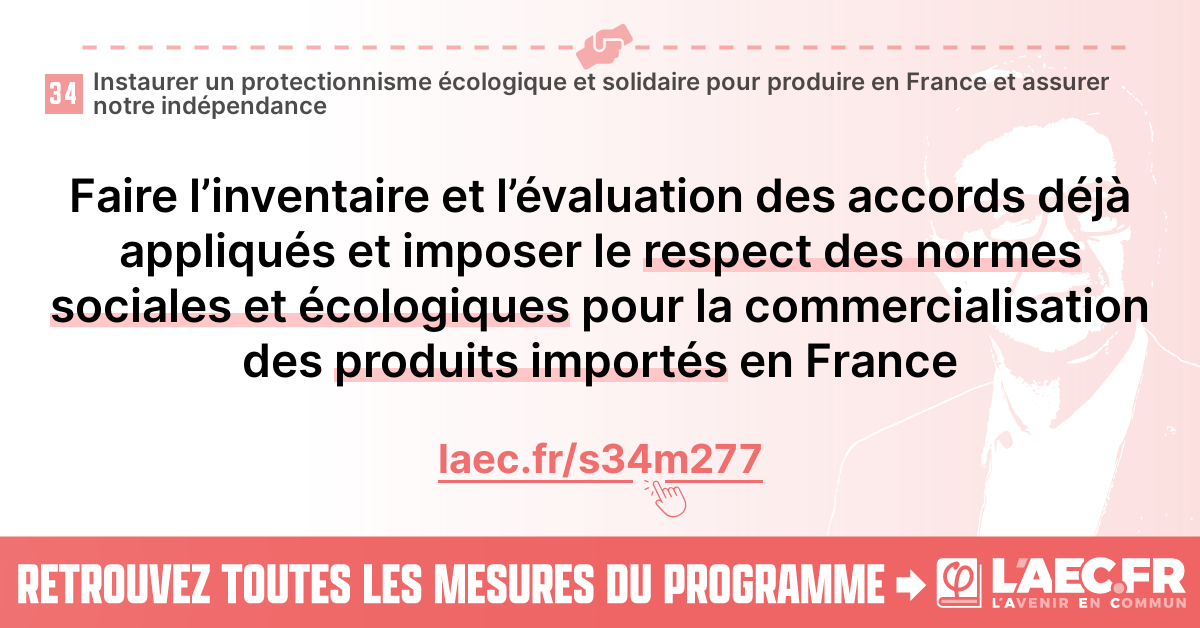 34
Instaurer un protectionnisme écologique et solidaire pour produire en France et assurer
notre indépendance
Faire l’inventaire et l’évaluation des accords déjà
appliqués et imposer le respect des normes
sociales et écologiques pour la commercialisation
des produits importés en France
laec.fr/s34m277
RETROUVEZ TOUTES LES MESURES DU PROGRAMME
φ
L'AEC.FR
L'AVENIR EN COMMUN